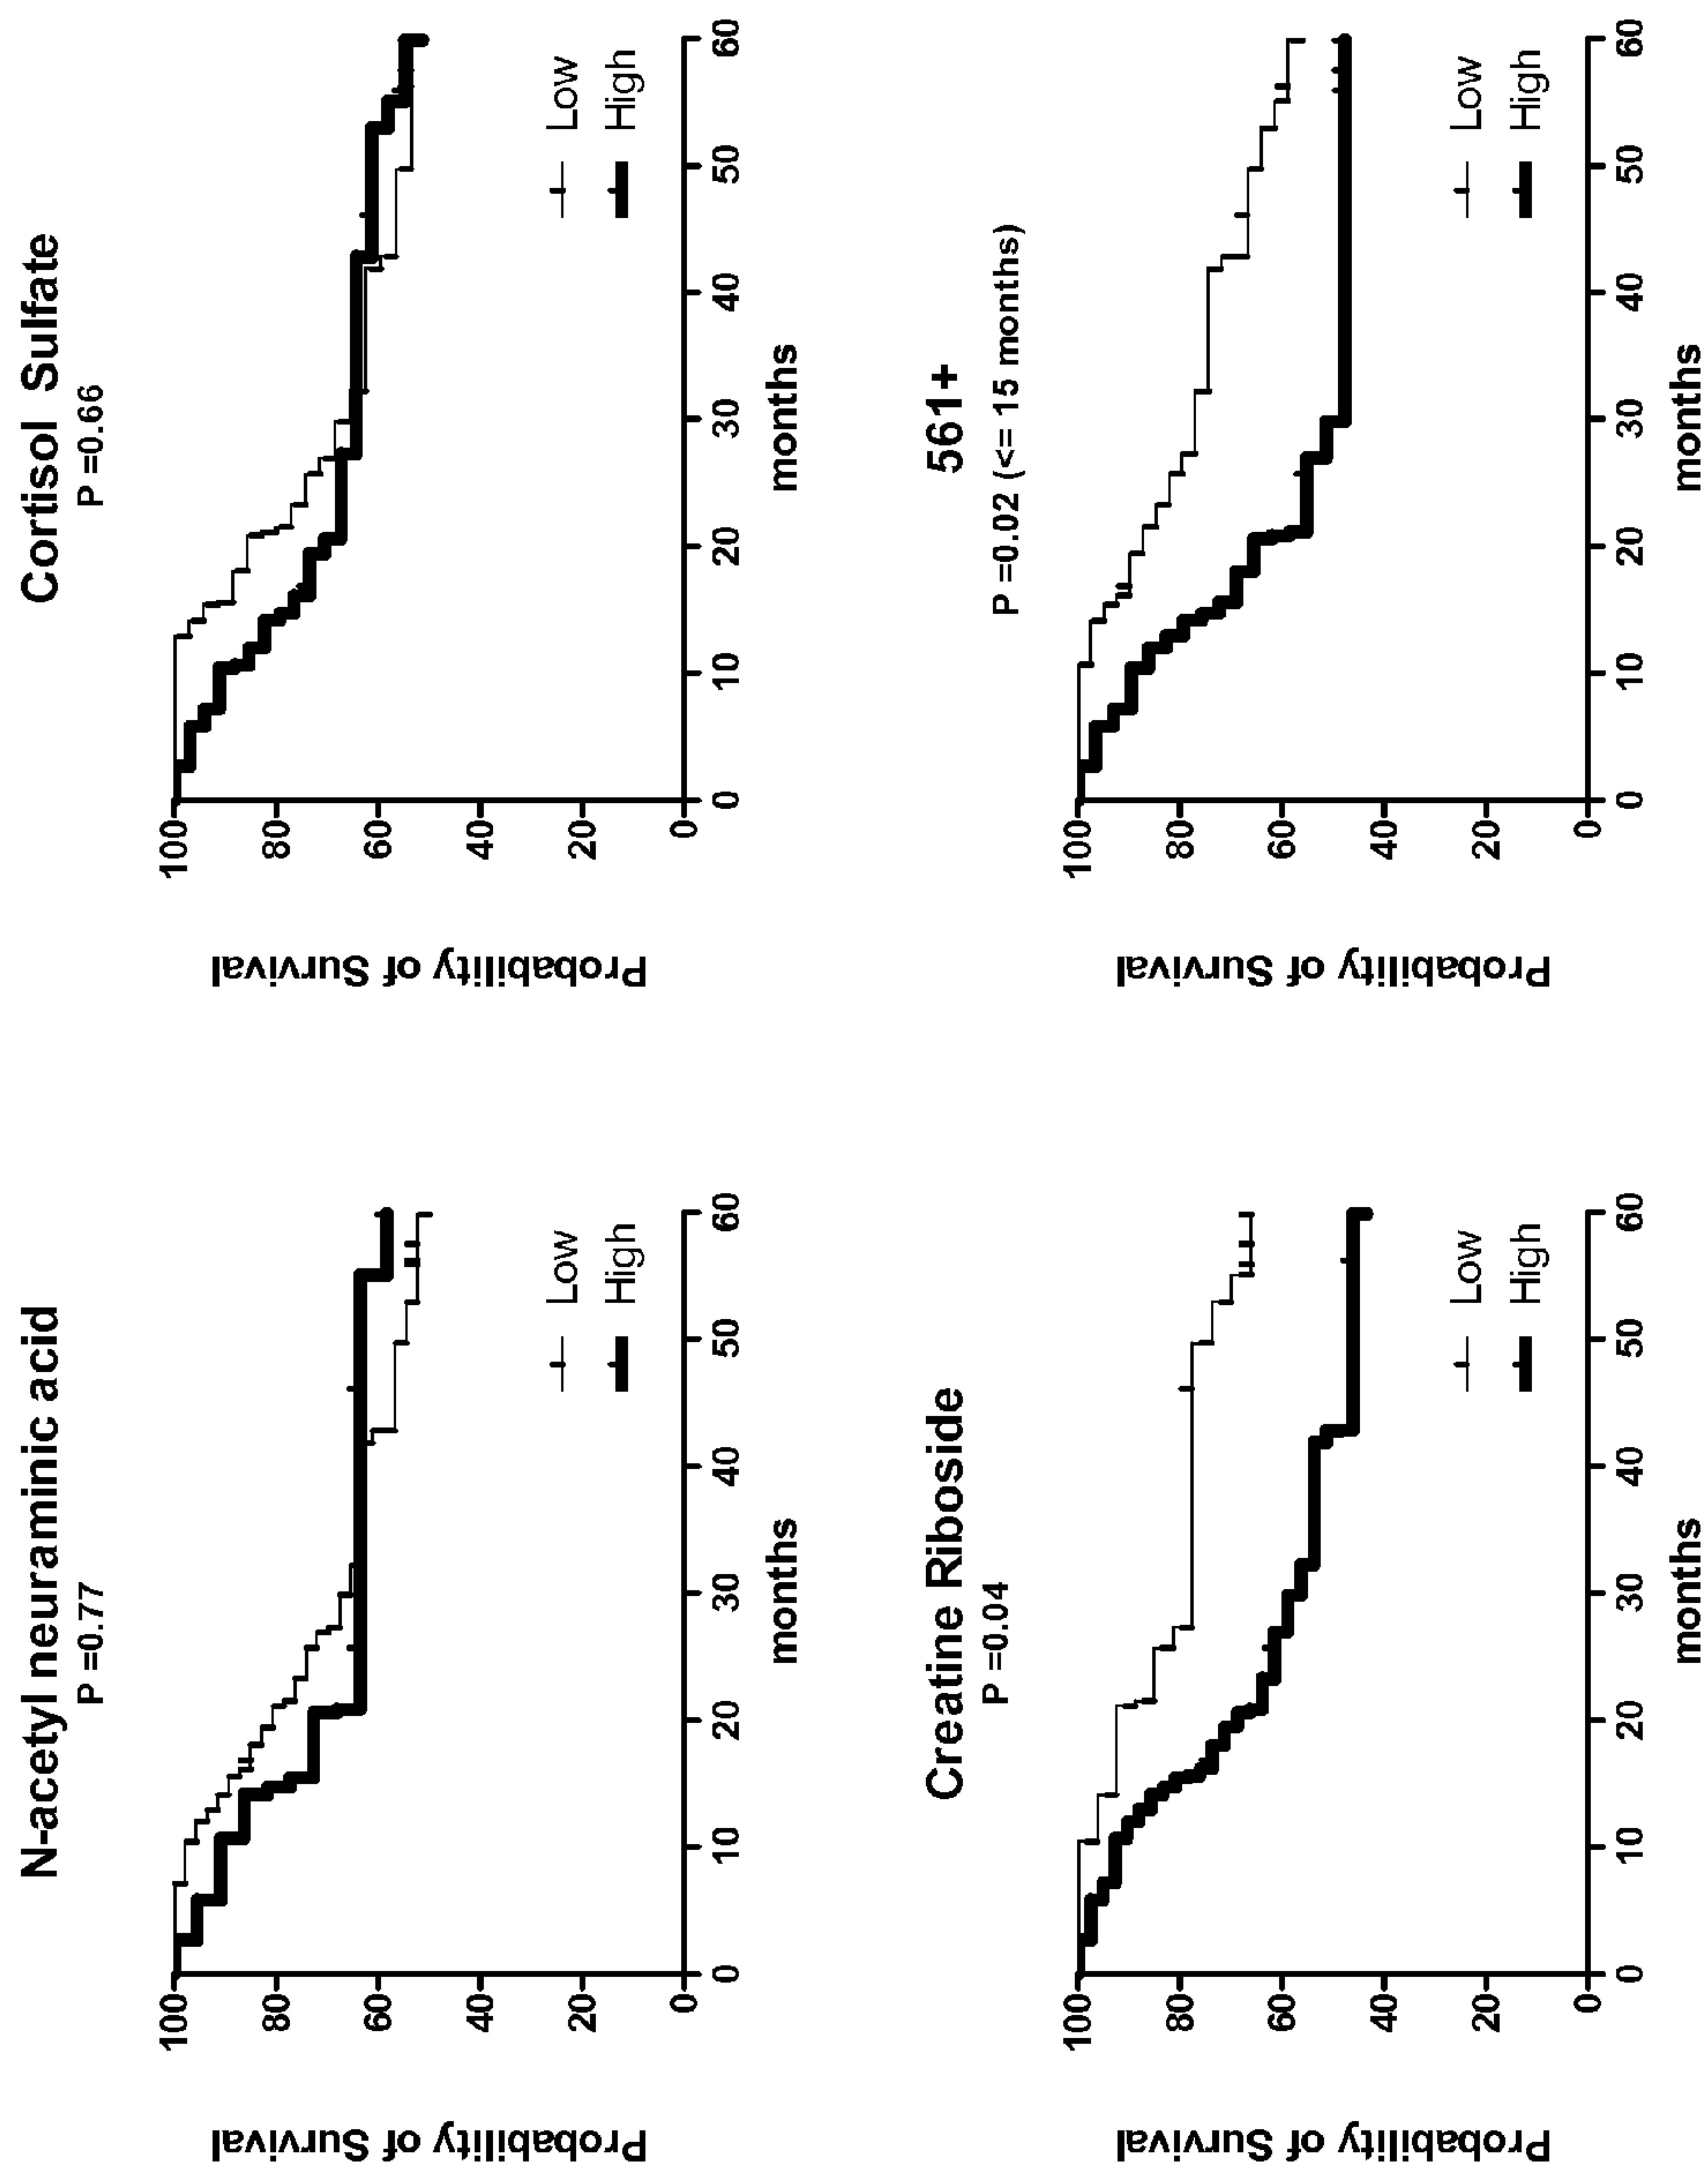 N-acetyl neuraminic acid
P =0.77
Probability of Survival
100
80
60
40
20
0
0 10 20 30 40 50 60
months
Low
High
Cortisol Sulfate
P =0.66
Probability of Survival
100
80
60
40
20
0
0 10 20 30 40 50 60
months
Low
High
Creatine Riboside
P =0.04
Probability of Survival
100
80
60
40
20
0
0 10 20 30 40 50 60
months
Low
High
561+
P =0.02 (<= 15 months)
Probability of Survival
100
80
60
40
20
0
0 10 20 30 40 50 60
months
Low
High